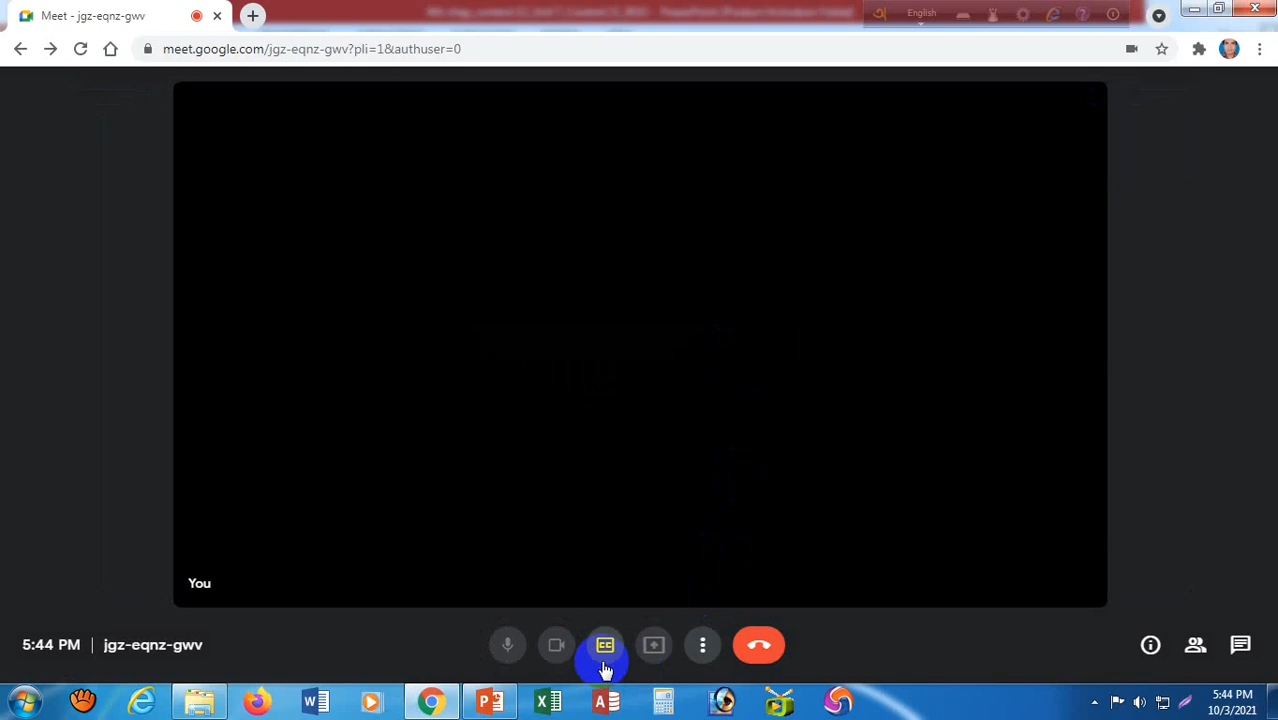 Meet - jgz-eqnz-gwv
English
meet.google.com/jgz-eqnz-gwv?pli=1&authuser=0
You
5:44 PM | jgz-eqnz-gwv
CC
5:44 PM
10/3/2021